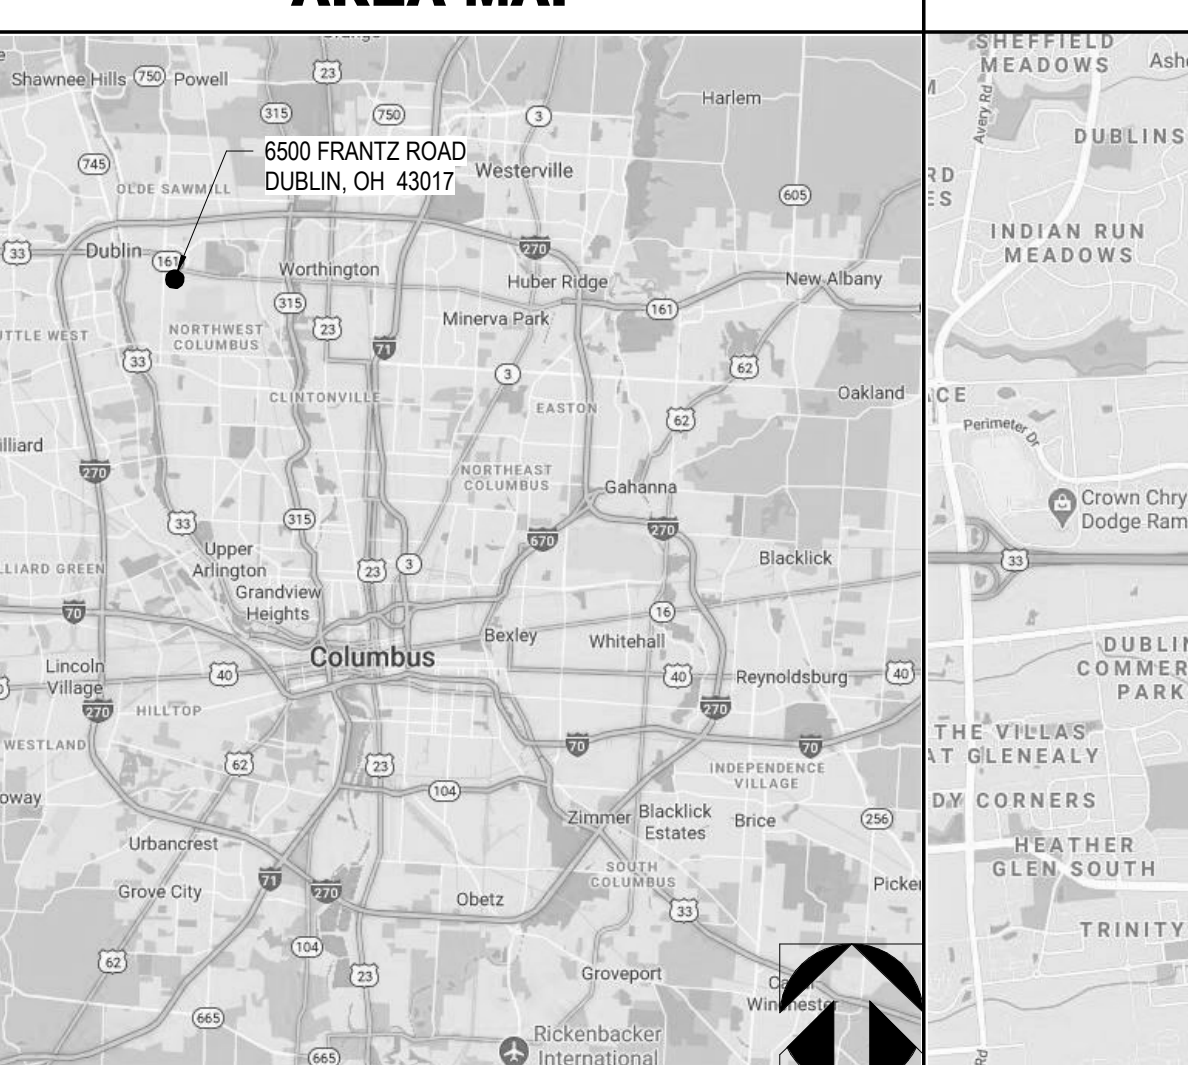 AREA MAP
Shawnee Hills
750
Powell
23
315
750
3
Harlem
745
6500 FRANTZ ROAD
DUBLIN, OH 43017
Westerville
OLDE SAWMILL
605
33
Dublin
161
270
Worthington
Huber Ridge
New Albany
315
161
Minerva Park
23
NORTHWEST
COLUMBUS
71
33
3
62
CLINTONVILLE
EASTON
62
Oakland
270
NORTHEAST
COLUMBUS
Gahanna
33
315
670
270
Upper
Arlington
23
3
Blacklick
Grandview
Heights
70
16
Bexley
Whitehall
Columbus
Lincoln
Village
40
40
Reynoldsburg
40
270
HILLTOP
270
WESTLAND
70
70
62
23
INDEPENDENCE
VILLAGE
104
Zimmer
Blacklick
Estates
Brice
256
Urbancrest
SOUTH
COLUMBUS
71
270
Grove City
Obetz
33
104
62
23
Groveport
665
Rickenbacker
International
665
SHEFFIELD
MEADOWS
Avery Rd
DUBLINS
INDIAN RUN
MEADOWS
Perimeter Dr
Crown Chry
Dodge Ram
33
DUBLIN
COMMER
PARK
THE VILLAS
AT GLENEALY
DY CORNERS
HEATHER
GLEN SOUTH
TRINITY
Rd